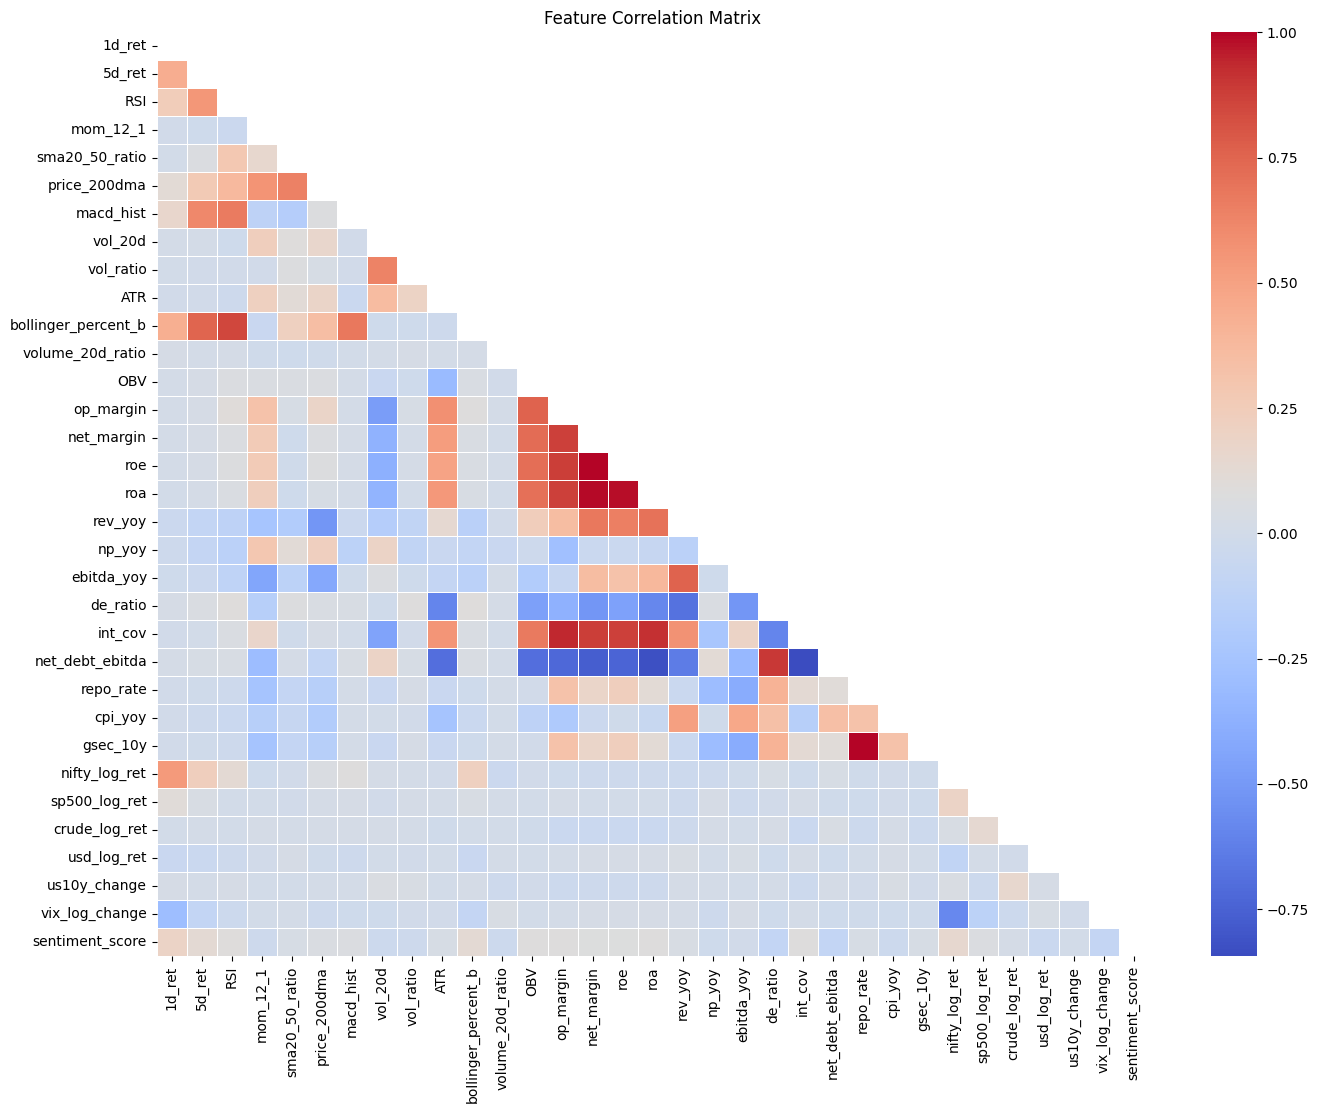 Feature Correlation Matrix
1d_ret
5d_ret
RSI
mom_12_1
sma20_50_ratio
price_200dma
macd_hist
vol_20d
vol_ratio
ATR
bollinger_percent_b
volume_20d_ratio
OBV
op_margin
net_margin
roe
roa
rev_yoy
np_yoy
ebitda_yoy
de_ratio
int_cov
net_debt_ebitda
repo_rate
cpi_yoy
gsec_10y
nifty_log_ret
sp500_log_ret
crude_log_ret
usd_log_ret
us10y_change
vix_log_change
sentiment_score
1d_ret
5d_ret
RSI
mom_12_1
sma20_50_ratio
price_200dma
macd_hist
vol_20d
vol_ratio
ATR
bollinger_percent_b
volume_20d_ratio
OBV
op_margin
net_margin
roe
roa
rev_yoy
np_yoy
ebitda_yoy
de_ratio
int_cov
net_debt_ebitda
repo_rate
cpi_yoy
gsec_10y
nifty_log_ret
sp500_log_ret
crude_log_ret
usd_log_ret
us10y_change
vix_log_change
sentiment_score
1.00
0.75
0.50
0.25
0.00
−0.25
−0.50
−0.75